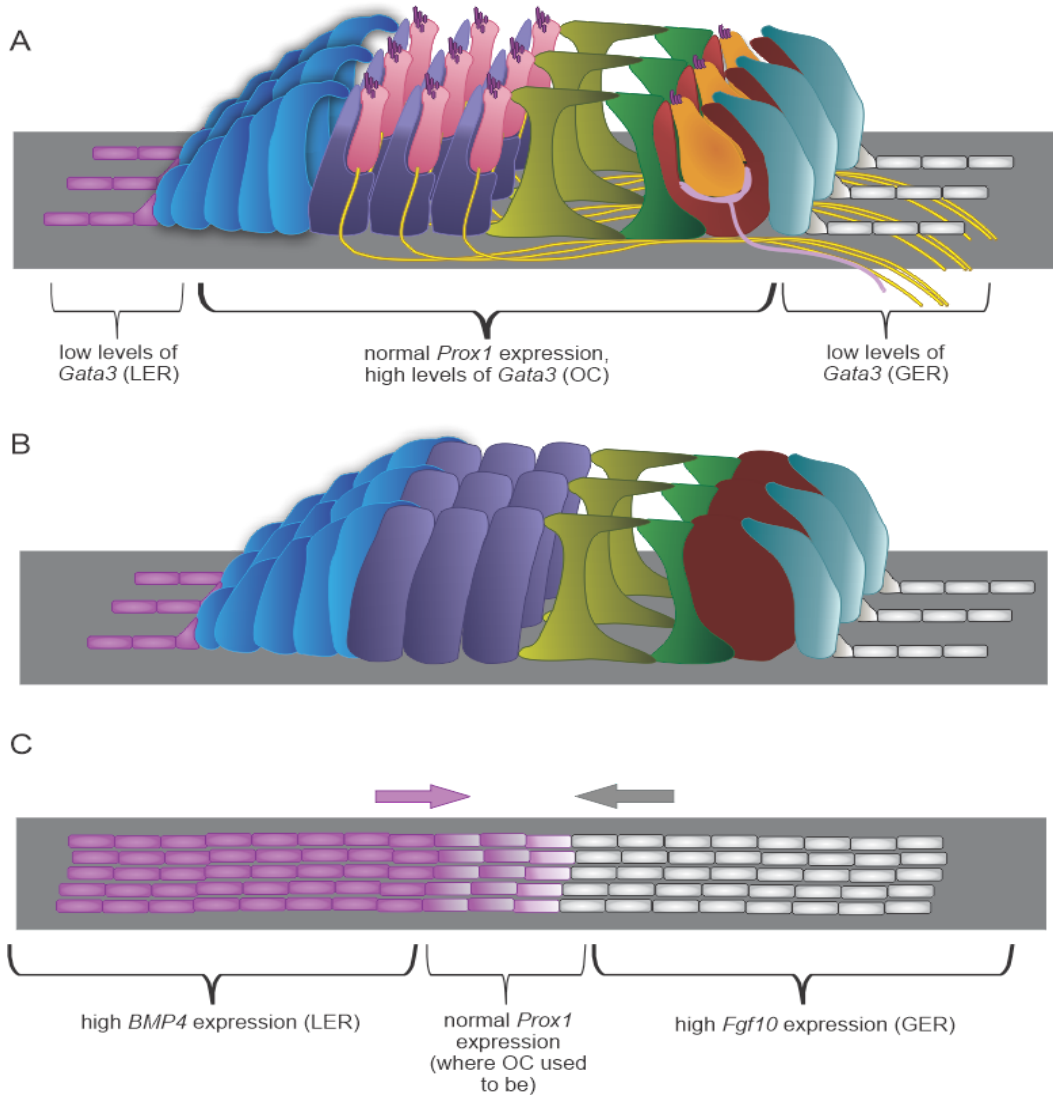 A
low levels of
Gata3 (LER)
normal Prox1 expression,
high levels of Gata3 (OC)
low levels of
Gata3 (GER)
B
C
high BMP4 expression (LER)
normal Prox1
expression
(where OC used
to be)
high Fgf10 expression (GER)